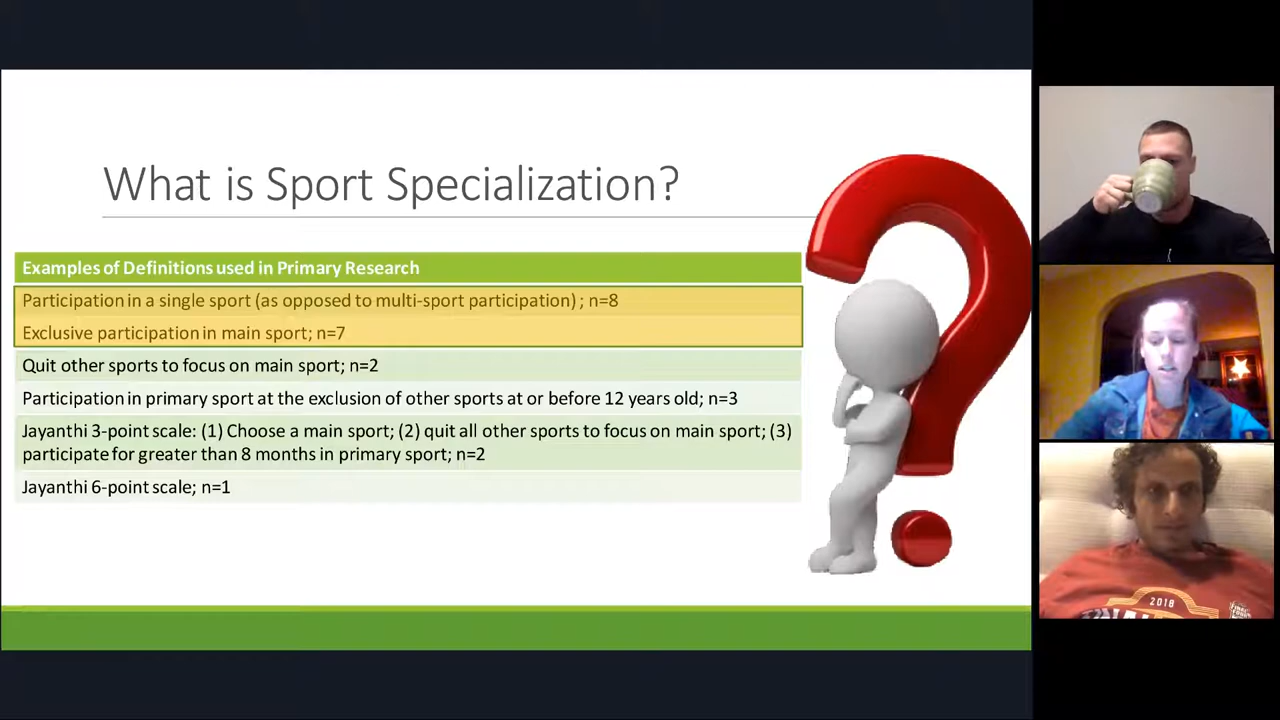 What is Sport Specialization?
Examples of Definitions used in Primary Research
Participation in a single sport (as opposed to multi-sport participation) ; n=8
Exclusive participation in main sport; n=7
Quit other sports to focus on main sport; n=2
Participation in primary sport at the exclusion of other sports at or before 12 years old; n=3
Jayanthi 3-point scale: (1) Choose a main sport; (2) quit all other sports to focus on main sport; (3)
participate for greater than 8 months in primary sport; n=2
Jayanthi 6-point scale; n=1
2018